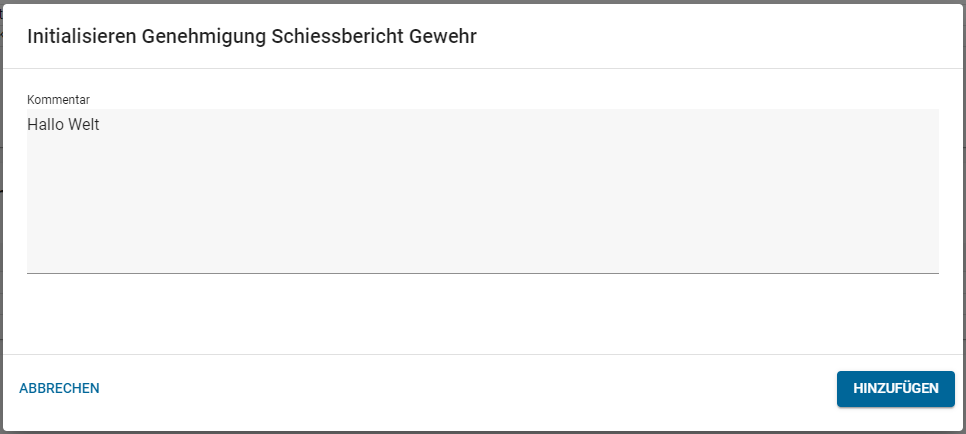 Initialisieren Genehmigung Schiessbericht Gewehr
Kommentar
Hallo Welt
ABBRECHEN
HINZUFÜGEN